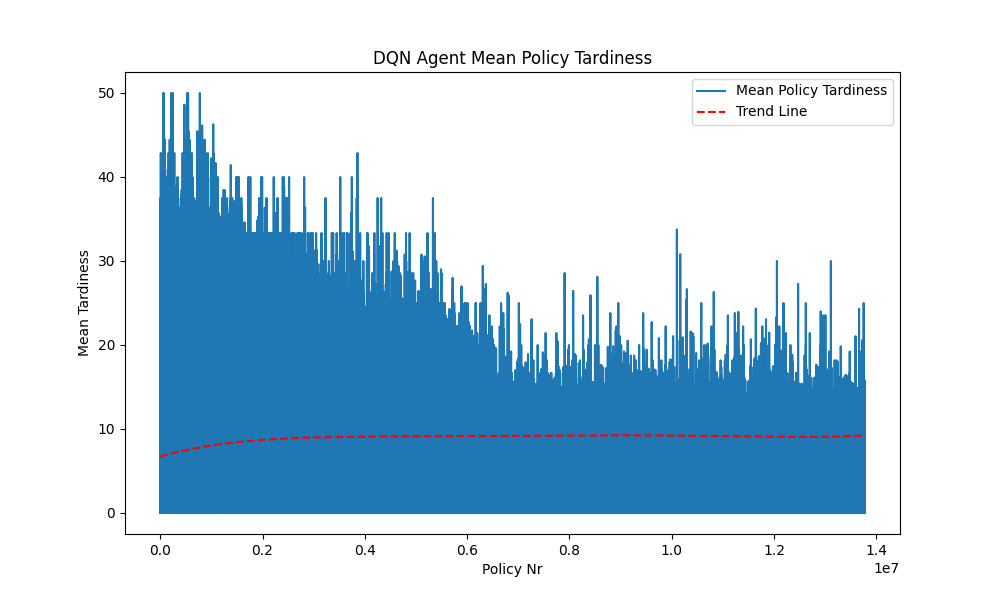 DQN Agent Mean Policy Tardiness
Mean Policy Tardiness
Trend Line
50
40
30
20
10
0
Mean Tardiness
0.0 0.2 0.4 0.6 0.8 1.0 1.2 1.4
1e7
Policy Nr